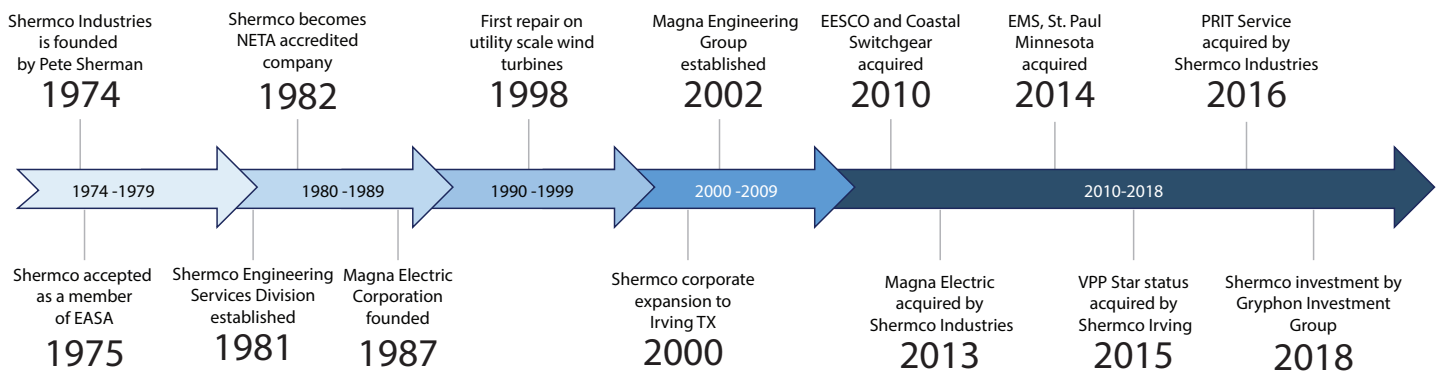 Shermco Industries
is founded
by Pete Sherman
1974
Shermco becomes
NETA accredited
company
1982
First repair on
utility scale wind
turbines
1998
Magna Engineering
Group
established
2002
EESCO and Coastal
Switchgear
acquired
2010
EMS, St. Paul
Minnesota
acquired
2014
PRIT Service
acquired by
Shermco Industries
2016
1974 -1979
1980 -1989
1990 -1999
2000 -2009
2010-2018
Shermco accepted
as a member
of EASA
1975
Shermco Engineering
Services Division
established
1981
Magna Electric
Corporation
founded
1987
Shermco corporate
expansion to
Irving TX
2000
Magna Electric
acquired by
Shermco Industries
2013
VPP Star status
acquired by
Shermco Irving
2015
Shermco investment by
Gryphon Investment
Group
2018